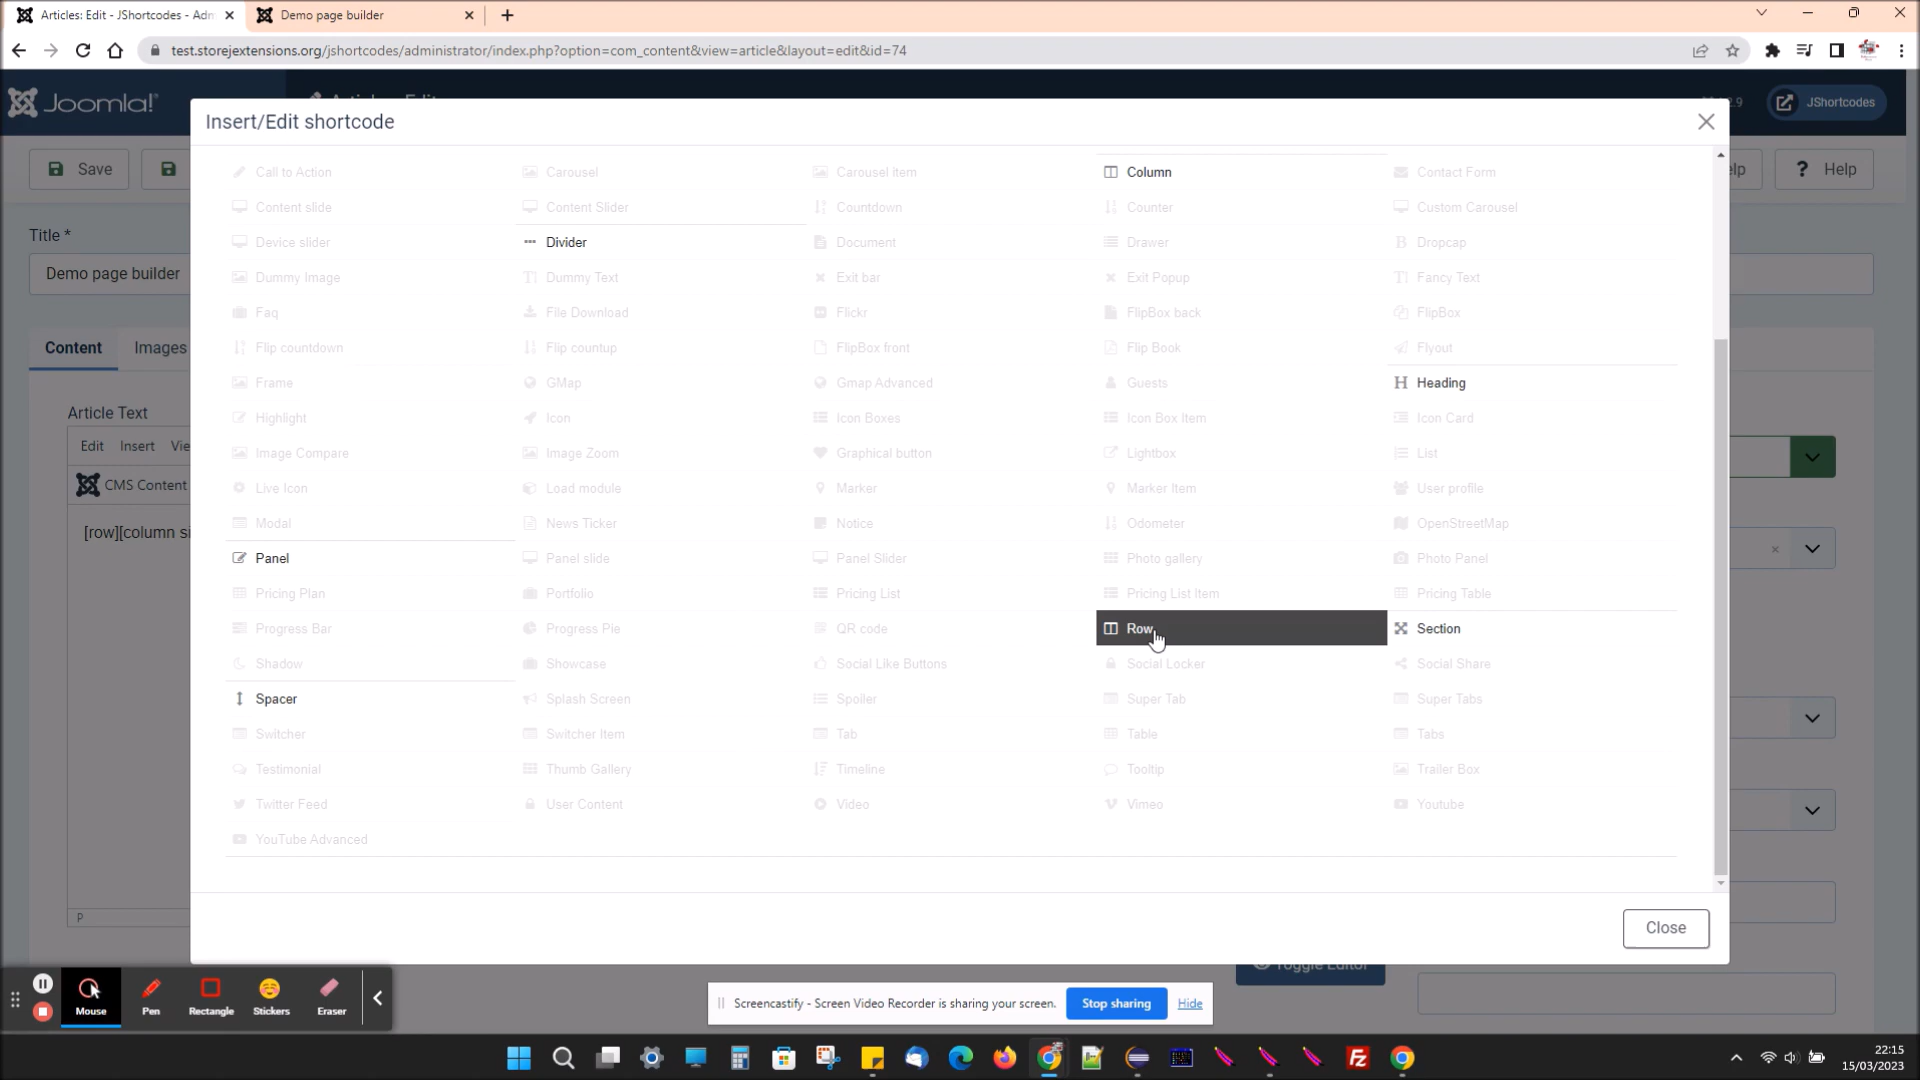 Articles: Edit - JShortcodes - Adm
Demo page builder
test.storejextensions.org/jshortcodes/administrator/index.php?option=com_content&view=article&layout=edit&id=74
Joomla!
JShortcodes
Insert/Edit shortcode
Save
Help
Title *
Demo page builder
Content
Images
Article Text
Edit Insert
CMS Content
[row][column
P
Call to Action Carousel Carousel Item Column Contact Form
Content slide Content Slider Countdown Counter Custom Carousel
Device slider Divider Document Drawer Dropcap
Dummy Image Dummy Text Exit bar Exit Popup Fancy Text
Faq File Download Flickr FlipBox back FlipBox
Flip countdown Flip countup FlipBox front Flip Book Flyout
Frame GMap Gmap Advanced Guests Heading
Highlight Icon Icon Boxes Icon Box Item Icon Card
Image Compare Image Zoom Graphical button Lightbox List
Live Icon Load module Marker Marker Item User profile
Modal News Ticker Notice Odometer OpenStreetMap
Panel Panel slide Panel Slider Photo gallery Photo Panel
Pricing Plan Portfolio Pricing List Pricing List Item Pricing Table
Progress Bar Progress Pie QR code Row Section
Shadow Showcase Social Like Buttons Social Locker Social Share
Spacer Splash Screen Spoiler Super Tab Super Tabs
Switcher Switcher Item Tab Table Tabs
Testimonial Thumb Gallery Timeline Tooltip Trailer Box
Twitter Feed User Content Video Vimeo Youtube
YouTube Advanced
Close
Mouse Pen Rectangle Stickers Eraser
Screencastify - Screen Video Recorder is sharing your screen. Stop sharing Hide
22:15
15/03/2023